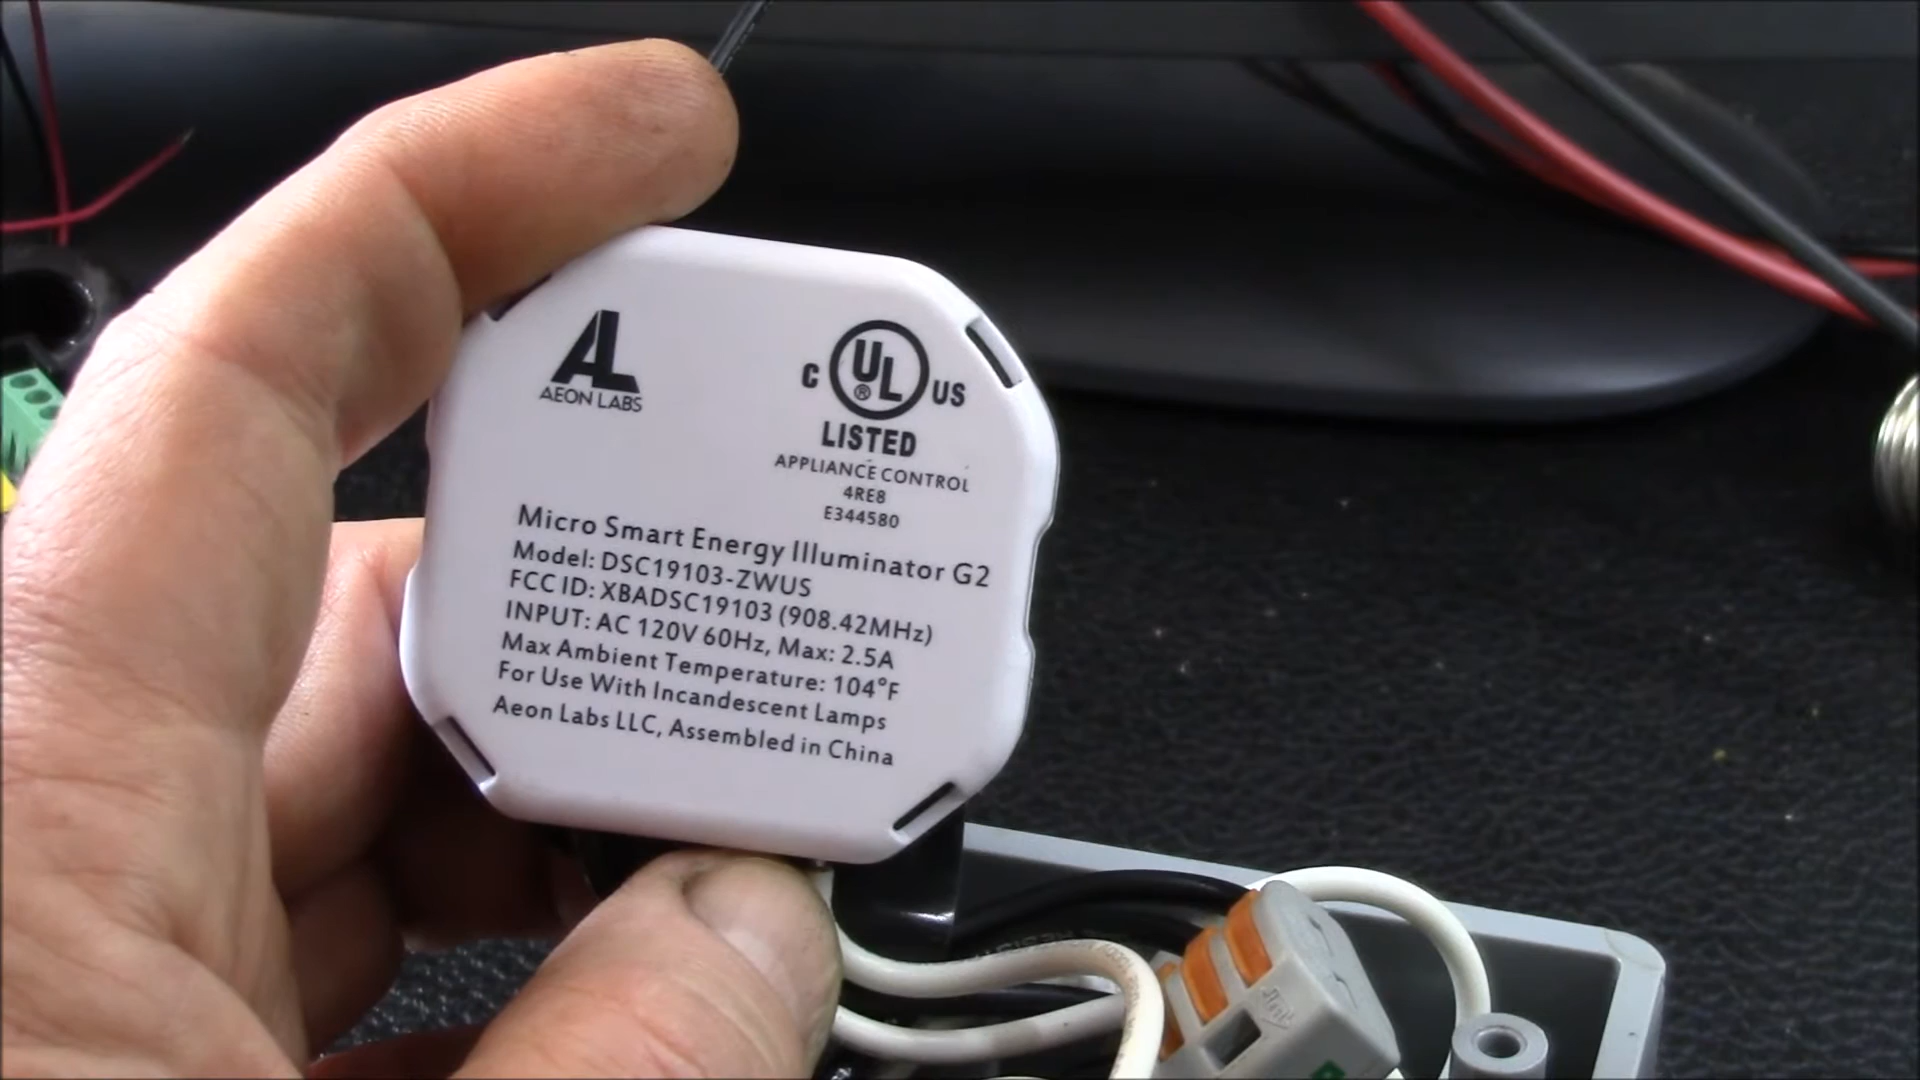 AL
AEON LABS
C UL ® US
LISTED
APPLIANCE CONTROL
4RE8
E344580
Micro Smart Energy Illuminator G2
Model: DSC19103-ZWUS
FCC ID: XBADSC19103 (908.42MHz)
INPUT: AC 120V 60Hz, Max: 2.5A
Max Ambient Temperature: 104°F
For Use With Incandescent Lamps
Aeon Labs LLC, Assembled in China